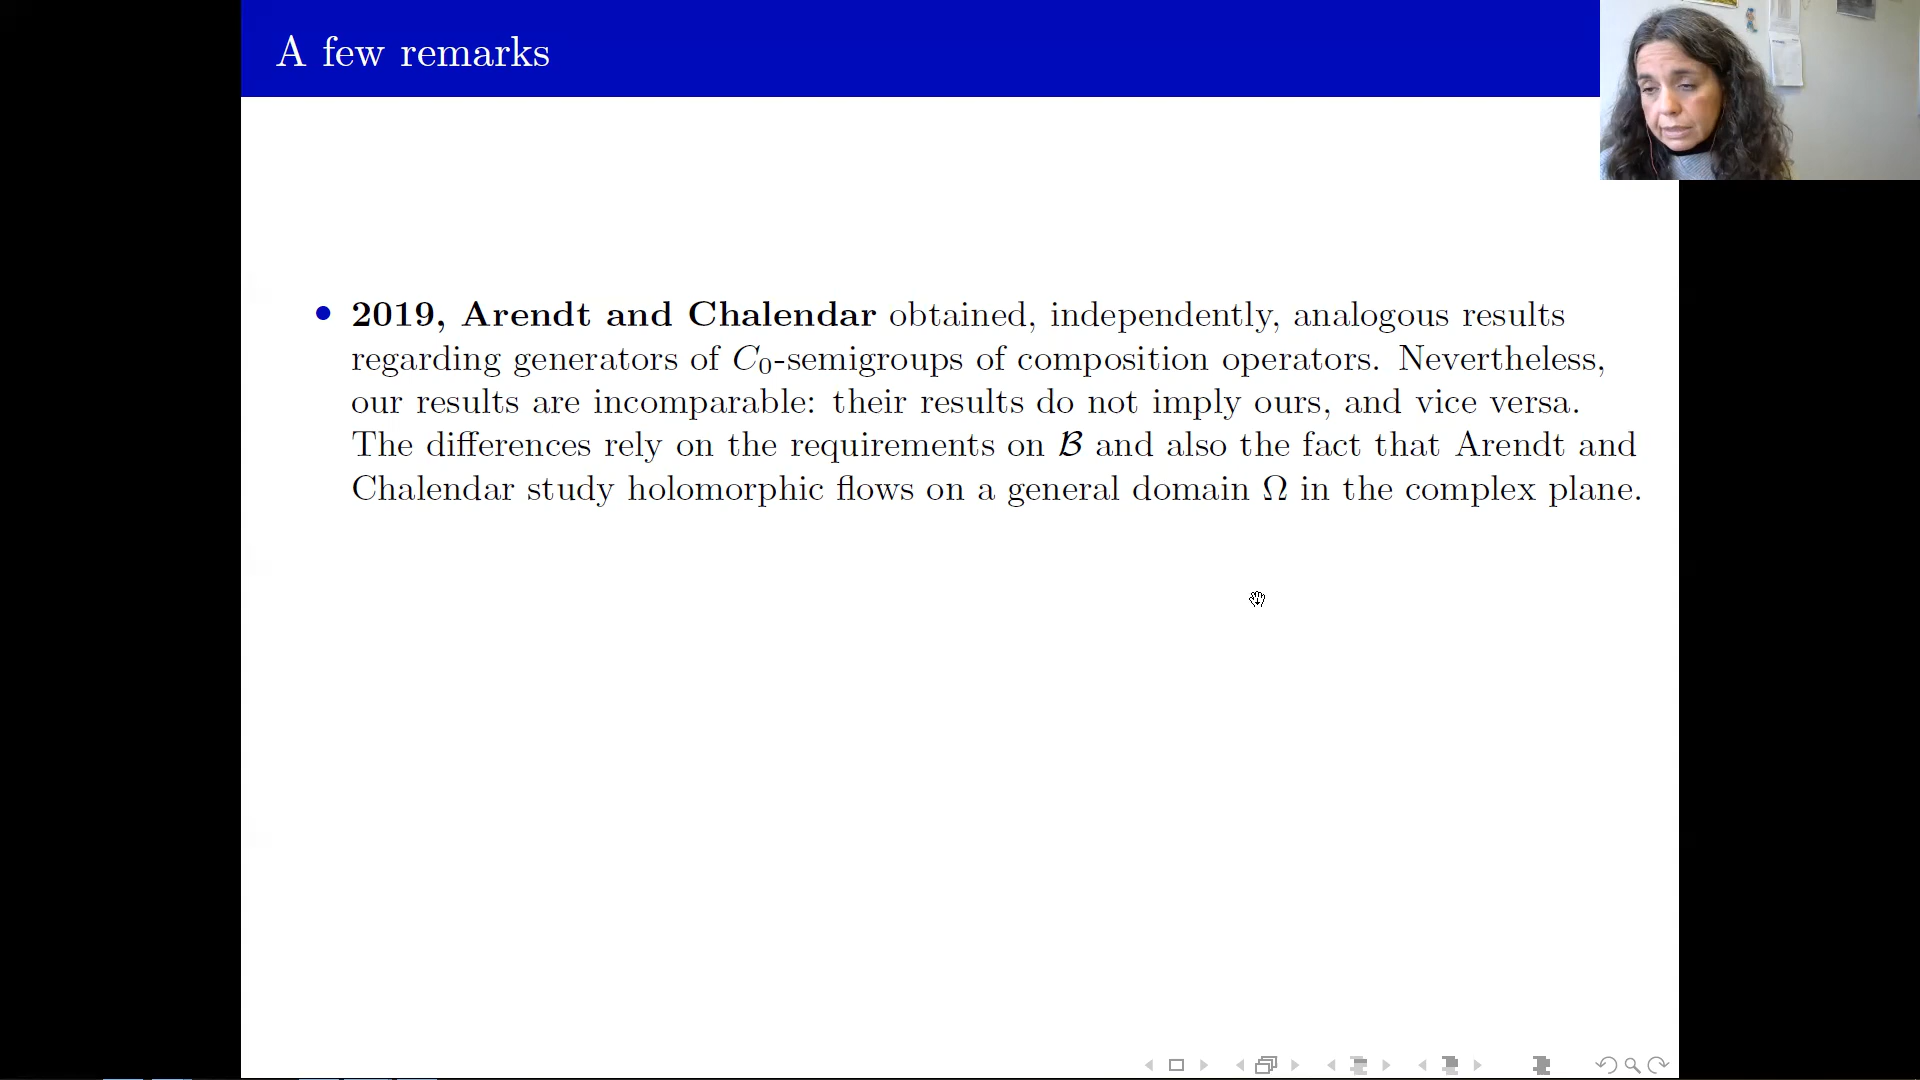 A few remarks
• 2019, Arendt and Chalendar obtained, independently, analogous results
regarding generators of C₀-semigroups of composition operators. Nevertheless,
our results are incomparable: their results do not imply ours, and vice versa.
The differences rely on the requirements on ℬ and also the fact that Arendt and
Chalendar study holomorphic flows on a general domain Ω in the complex plane.